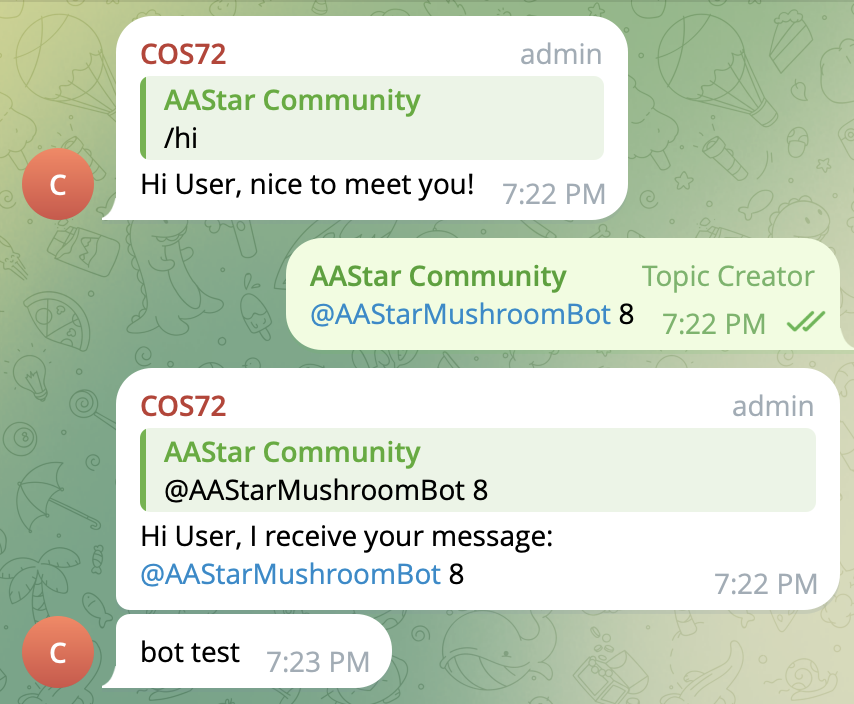 COS72 admin
AAStar Community
/hi
Hi User, nice to meet you! 7:22 PM
C
AAStar Community Topic Creator
@AAStarMushroomBot 8 7:22 PM
COS72 admin
AAStar Community
@AAStarMushroomBot 8
Hi User, I receive your message:
@AAStarMushroomBot 8 7:22 PM
C
bot test 7:23 PM